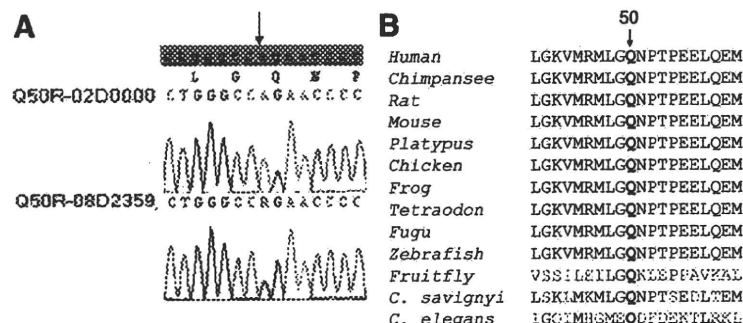 A
L G Q N P
Q50R-02D0000 CTGGGCCAGAACCCC
Q50R-08D2359 CTGGGCCRGAACCCC
B
50
Human LGKVMRMLGQNPTPEELQEM
Chimpansee LGKVMRMLGQNPTPEELQEM
Rat LGKVMRMLGQNPTPEELQEM
Mouse LGKVMRMLGQNPTPEELQEM
Platypus LGKVMRMLGQNPTPEELQEM
Chicken LGKVMRMLGQNPTPEELQEM
Frog LGKVMRMLGQNPTPEELQEM
Tetraodon LGKVMRMLGQNPTPEELQEM
Fugu LGKVMRMLGQNPTPEELQEM
Zebrafish LGKVMRMLGQNPTPEELQEM
Fruitfly
C. savignyi LSKLMKMLGQNPTSEDLTEM
C. elegans